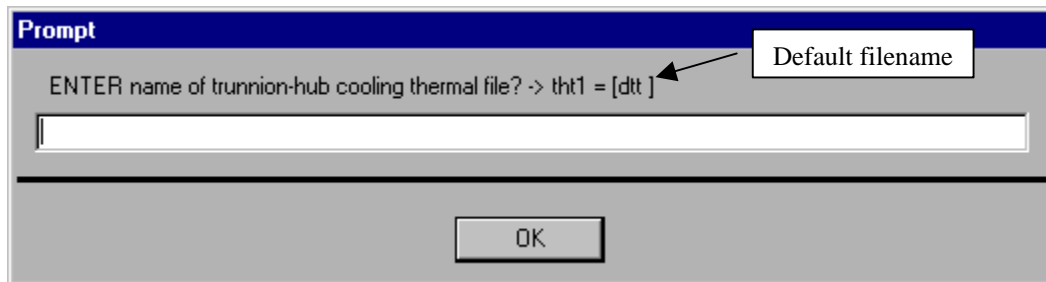 Prompt
Default filename
ENTER name of trunnion-hub cooling thermal file? -> tht1 = [dtt ]
OK